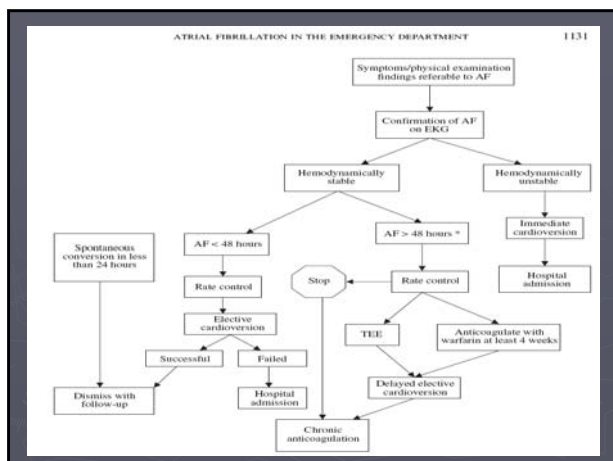 ATRIAL FIBRILLATION IN THE EMERGENCY DEPARTMENT
1131
Symptoms/physical examination
findings referable to AF
Confirmation of AF
on EKG
Hemodynamically
stable
Hemodynamically
unstable
AF < 48 hours
AF > 48 hours *
Immediate
cardioversion
Spontaneous
conversion in less
than 24 hours
Rate control
Stop
Rate control
Hospital
admission
Elective
cardioversion
TEE
Anticoagulate with
warfarin at least 4 weeks
Successful
Failed
Dismiss with
follow-up
Hospital
admission
Delayed elective
cardioversion
Chronic
anticoagulation